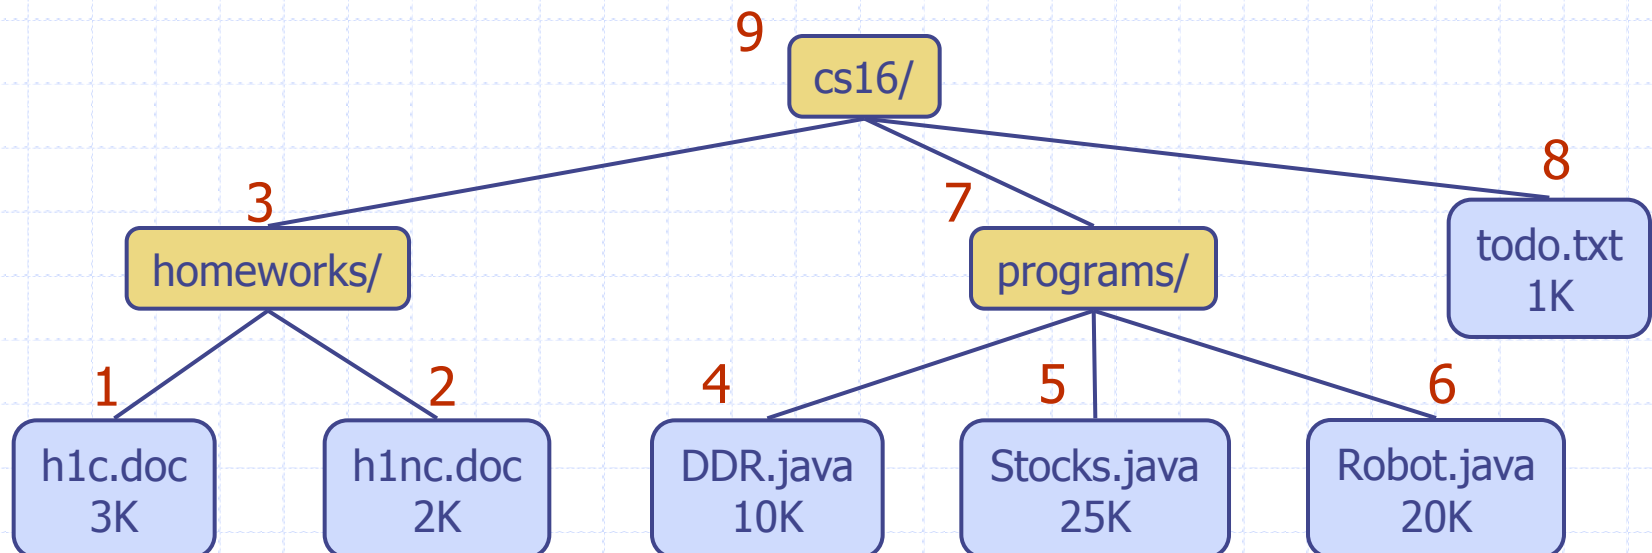 9
cs16/
3
7
8
homeworks/
programs/
todo.txt
1K
1
2
4
5
6
h1c.doc
3K
h1nc.doc
2K
DDR.java
10K
Stocks.java
25K
Robot.java
20K